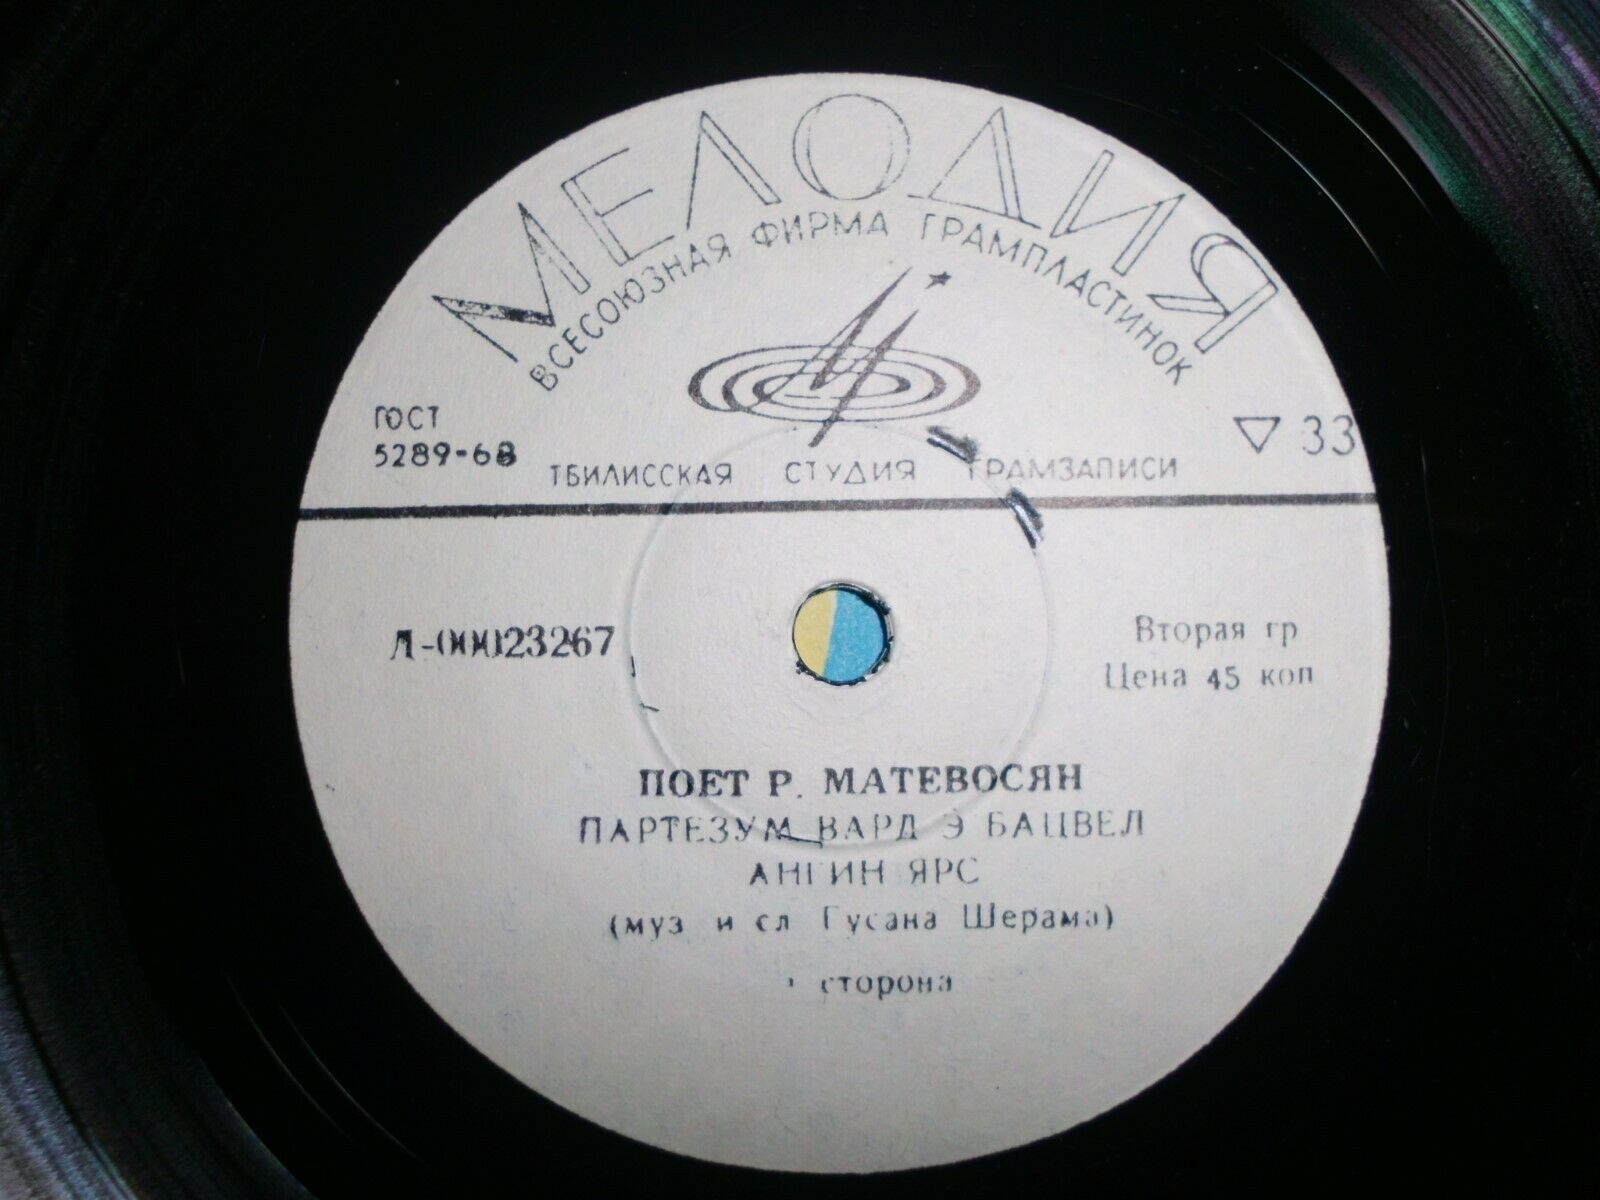 МЕЛОДИЯ
ВСЕСОЮЗНАЯ ФИРМА ГРАМПЛАСТИНОК
ГОСТ
5289-68
▽ 33
ТБИЛИССКАЯ СТУДИЯ ГРАМЗАПИСИ
Д-00023267
Вторая гр
Цена 45 коп
ПОЕТ Р. МАТЕВОСЯН
ПАРТЕЗУМ ВАРД Э БАЦВЕЛ
АНГИН ЯРС
(муз и сл Гусана Шерама)
сторона